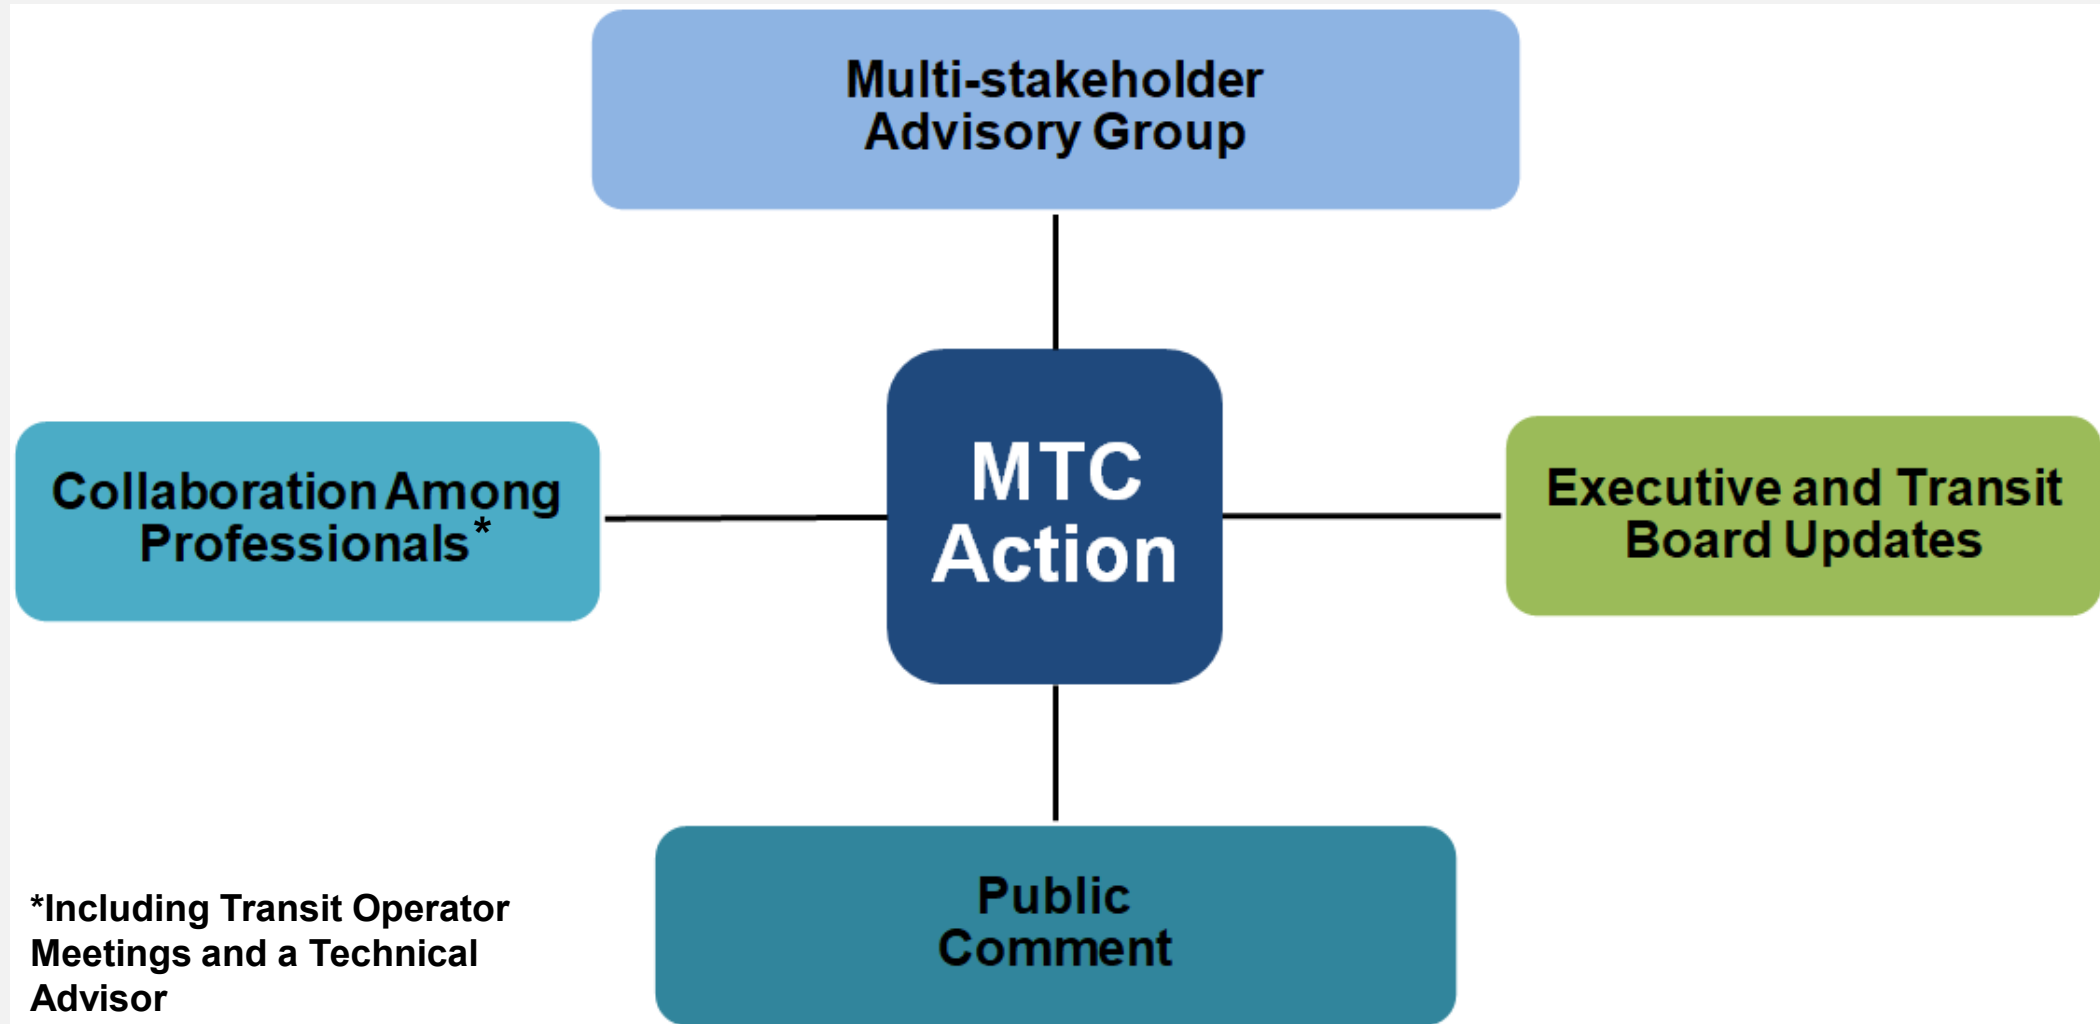 Multi-stakeholder
Advisory Group
Collaboration Among
Professionals*
MTC
Action
Executive and Transit
Board Updates
Public
Comment
*Including Transit Operator
Meetings and a Technical
Advisor